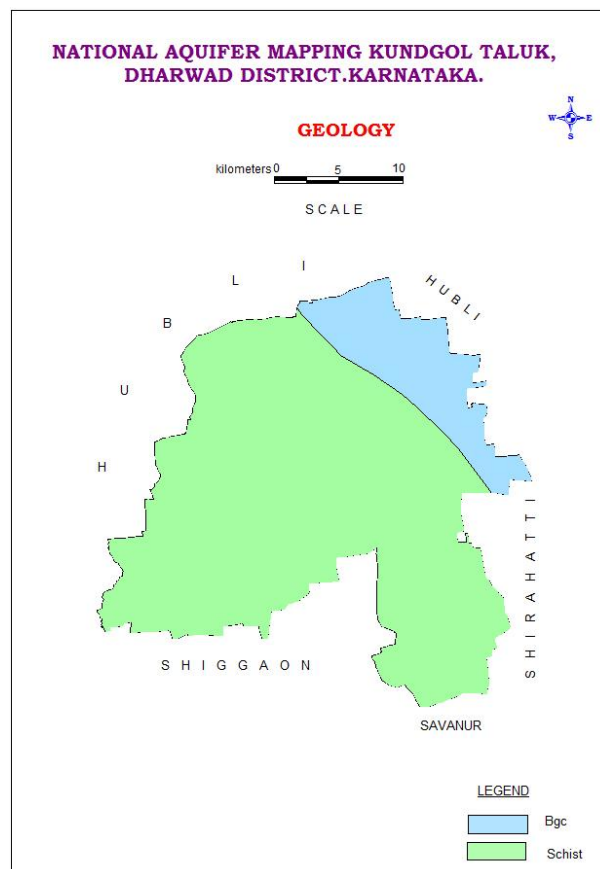 NATIONAL AQUIFER MAPPING KUNDGOL TALUK,
DHARWAD DISTRICT.KARNATAKA.
N
W E
S
GEOLOGY
kilometers 0 5 10
SCALE
HUBLI
HUBLI
SHIRAHATTI
SHIGGAON
SAVANUR
LEGEND
Bgc
Schist